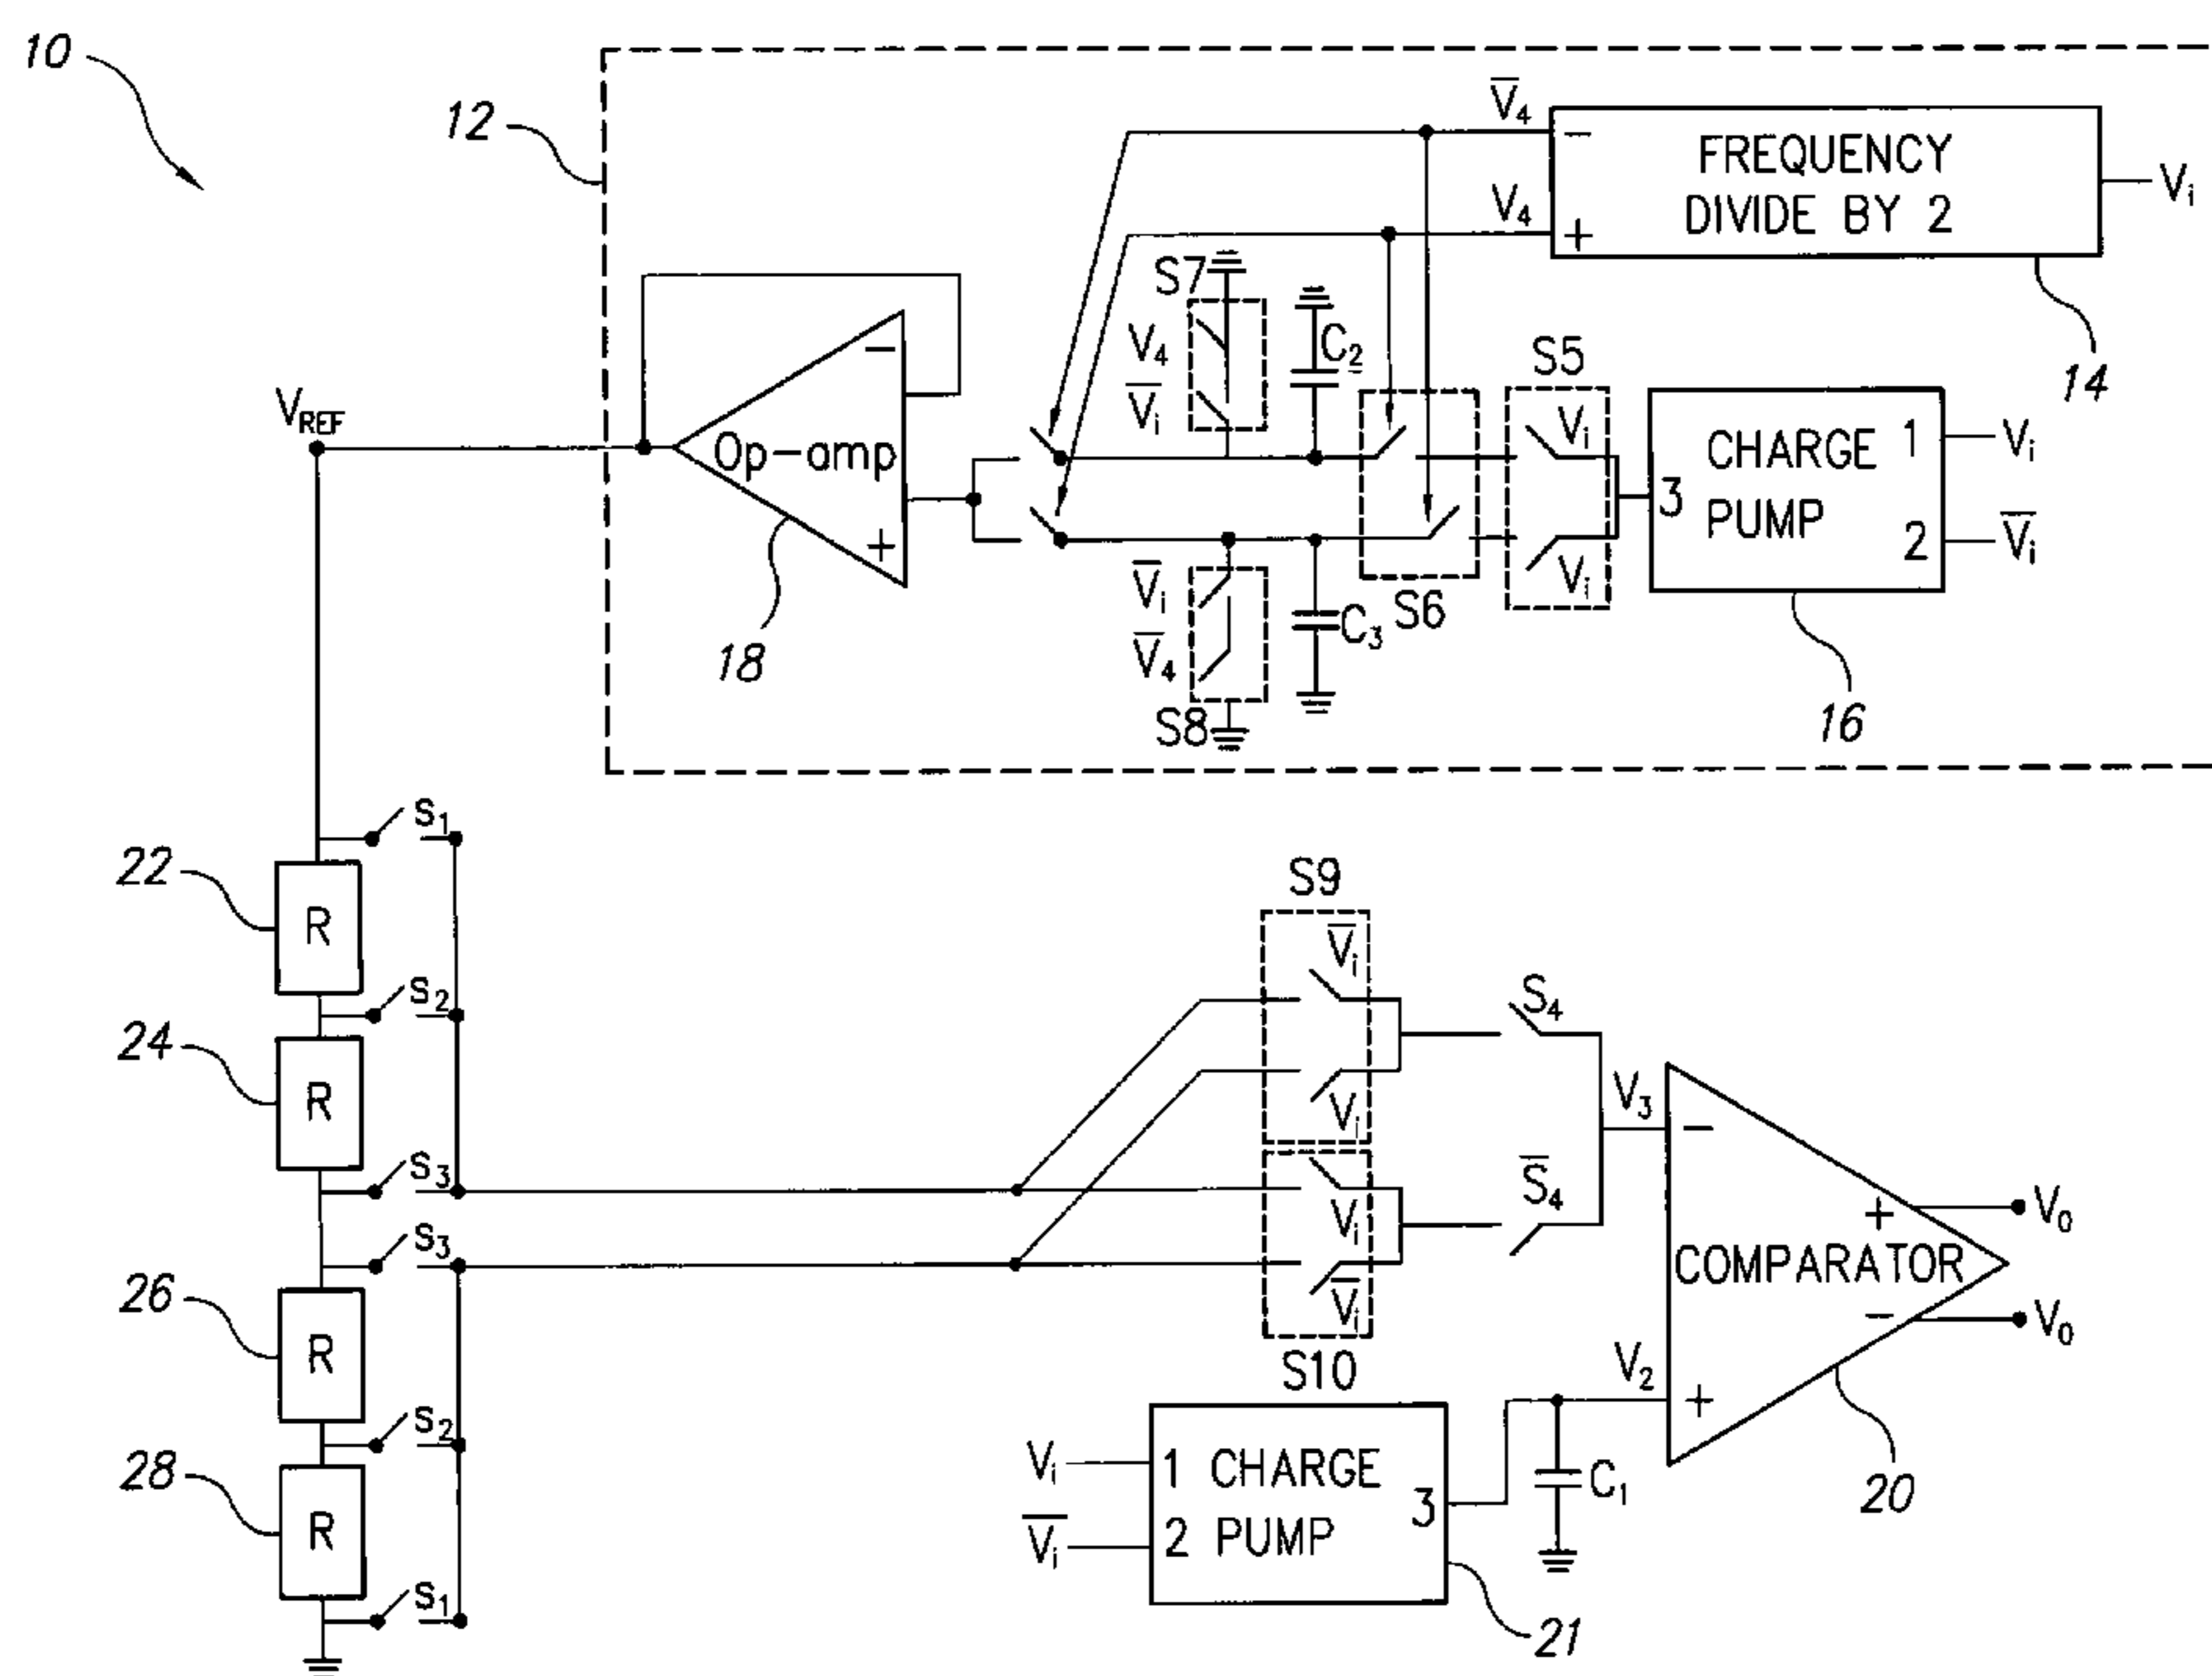 10
12
V̅₄
FREQUENCY
DIVIDE BY 2
−
Vᵢ
V₄
+
14
S7
V₄
V̅ᵢ
C₂
S5
Vᵢ
Vᵢ
CHARGE
PUMP
1
2
3
Vᵢ
V̅ᵢ
16
V_REF
−
Op-amp
+
18
V̅ᵢ
V̅₄
S8
C₃
S6
S₁
22
R
S₂
24
R
S₃
S₃
26
R
S₂
28
R
S₁
S9
V̅ᵢ
Vᵢ
Vᵢ
V̅ᵢ
S10
S₄
S̅₄
V₃
−
+
COMPARATOR
−
V₂
+
V₀
V₀
20
Vᵢ
V̅ᵢ
1 CHARGE
2 PUMP
3
C₁
21